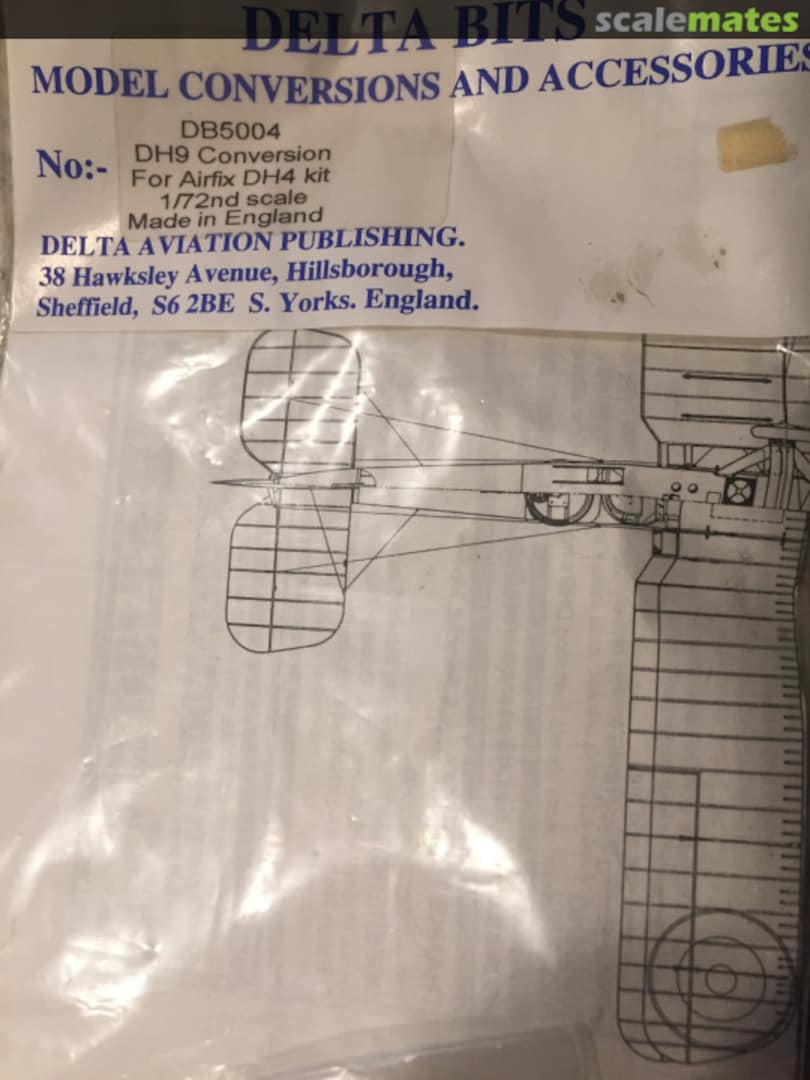 scalemates
DELTA BITS
MODEL CONVERSIONS AND ACCESSORIES
DB5004
No:- DH9 Conversion
For Airfix DH4 kit
1/72nd scale
Made in England
DELTA AVIATION PUBLISHING.
38 Hawksley Avenue, Hillsborough,
Sheffield, S6 2BE S. Yorks. England.